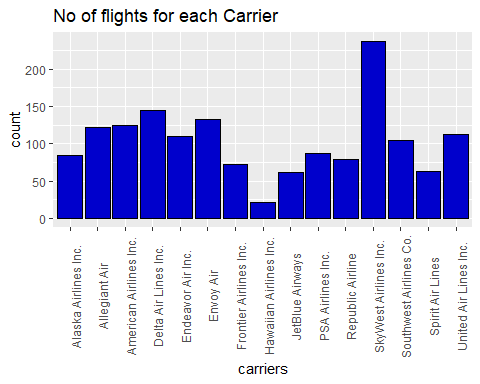 No of flights for each Carrier
count
200
150
100
50
0
Alaska Airlines Inc.
Allegiant Air
American Airlines Inc.
Delta Air Lines Inc.
Endeavor Air Inc.
Envoy Air
Frontier Airlines Inc.
Hawaiian Airlines Inc.
JetBlue Airways
PSA Airlines Inc.
Republic Airline
SkyWest Airlines Inc.
Southwest Airlines Co.
Spirit Air Lines
United Air Lines Inc.
carriers